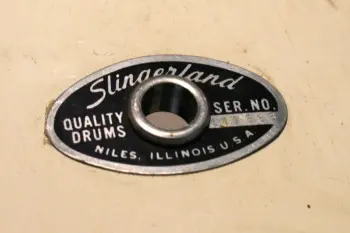 Slingerland
QUALITY
DRUMS
SER. NO.
NILES, ILLINOIS U.S.A